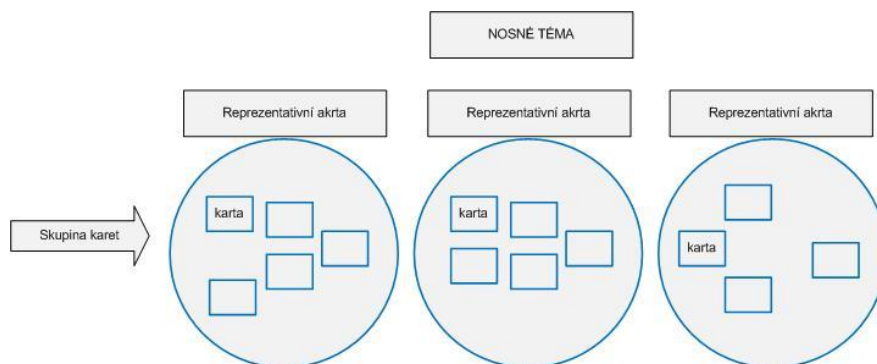 NOSNÉ TÉMA
Reprezentativní akrta
Reprezentativní akrta
Reprezentativní akrta
karta
karta
Skupina karet
karta